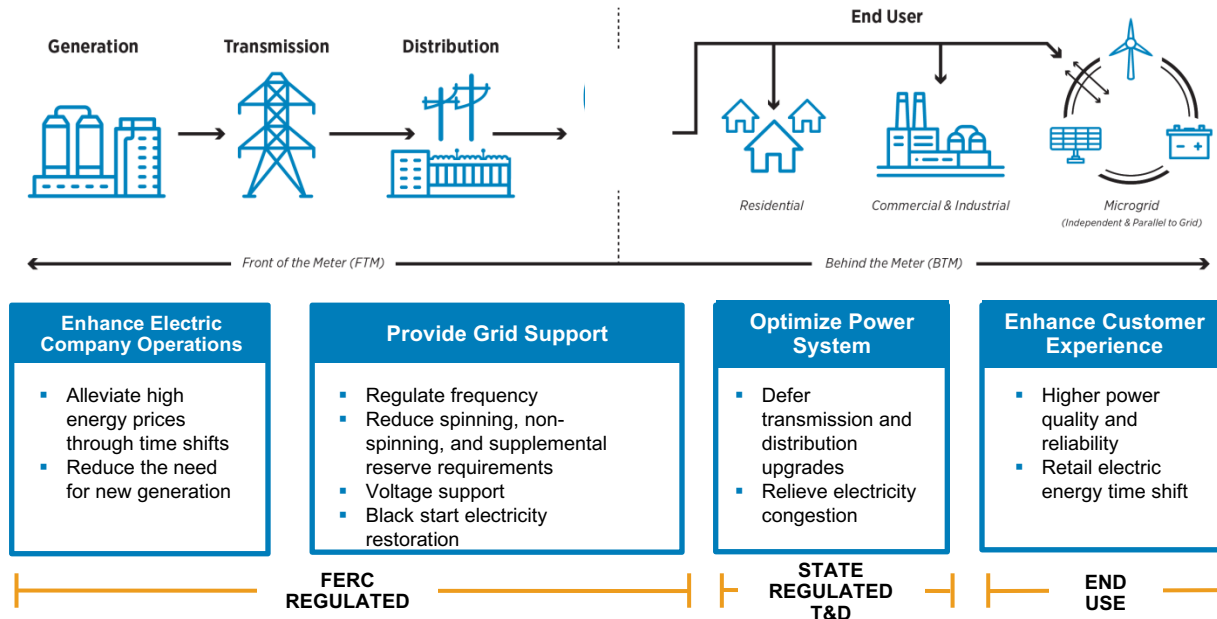 End User
Generation
Transmission
Distribution
Residential
Commercial & Industrial
Microgrid
(Independent & Parallel to Grid)
Front of the Meter (FTM)
Behind the Meter (BTM)
Enhance Electric
Company Operations
▪ Alleviate high
energy prices
through time shifts
▪ Reduce the need
for new generation
Provide Grid Support
▪ Regulate frequency
▪ Reduce spinning, non-
spinning, and supplemental
reserve requirements
▪ Voltage support
▪ Black start electricity
restoration
Optimize Power
System
▪ Defer
transmission and
distribution
upgrades
▪ Relieve electricity
congestion
Enhance Customer
Experience
▪ Higher power
quality and
reliability
▪ Retail electric
energy time shift
FERC
REGULATED
STATE
REGULATED
T&D
END
USE